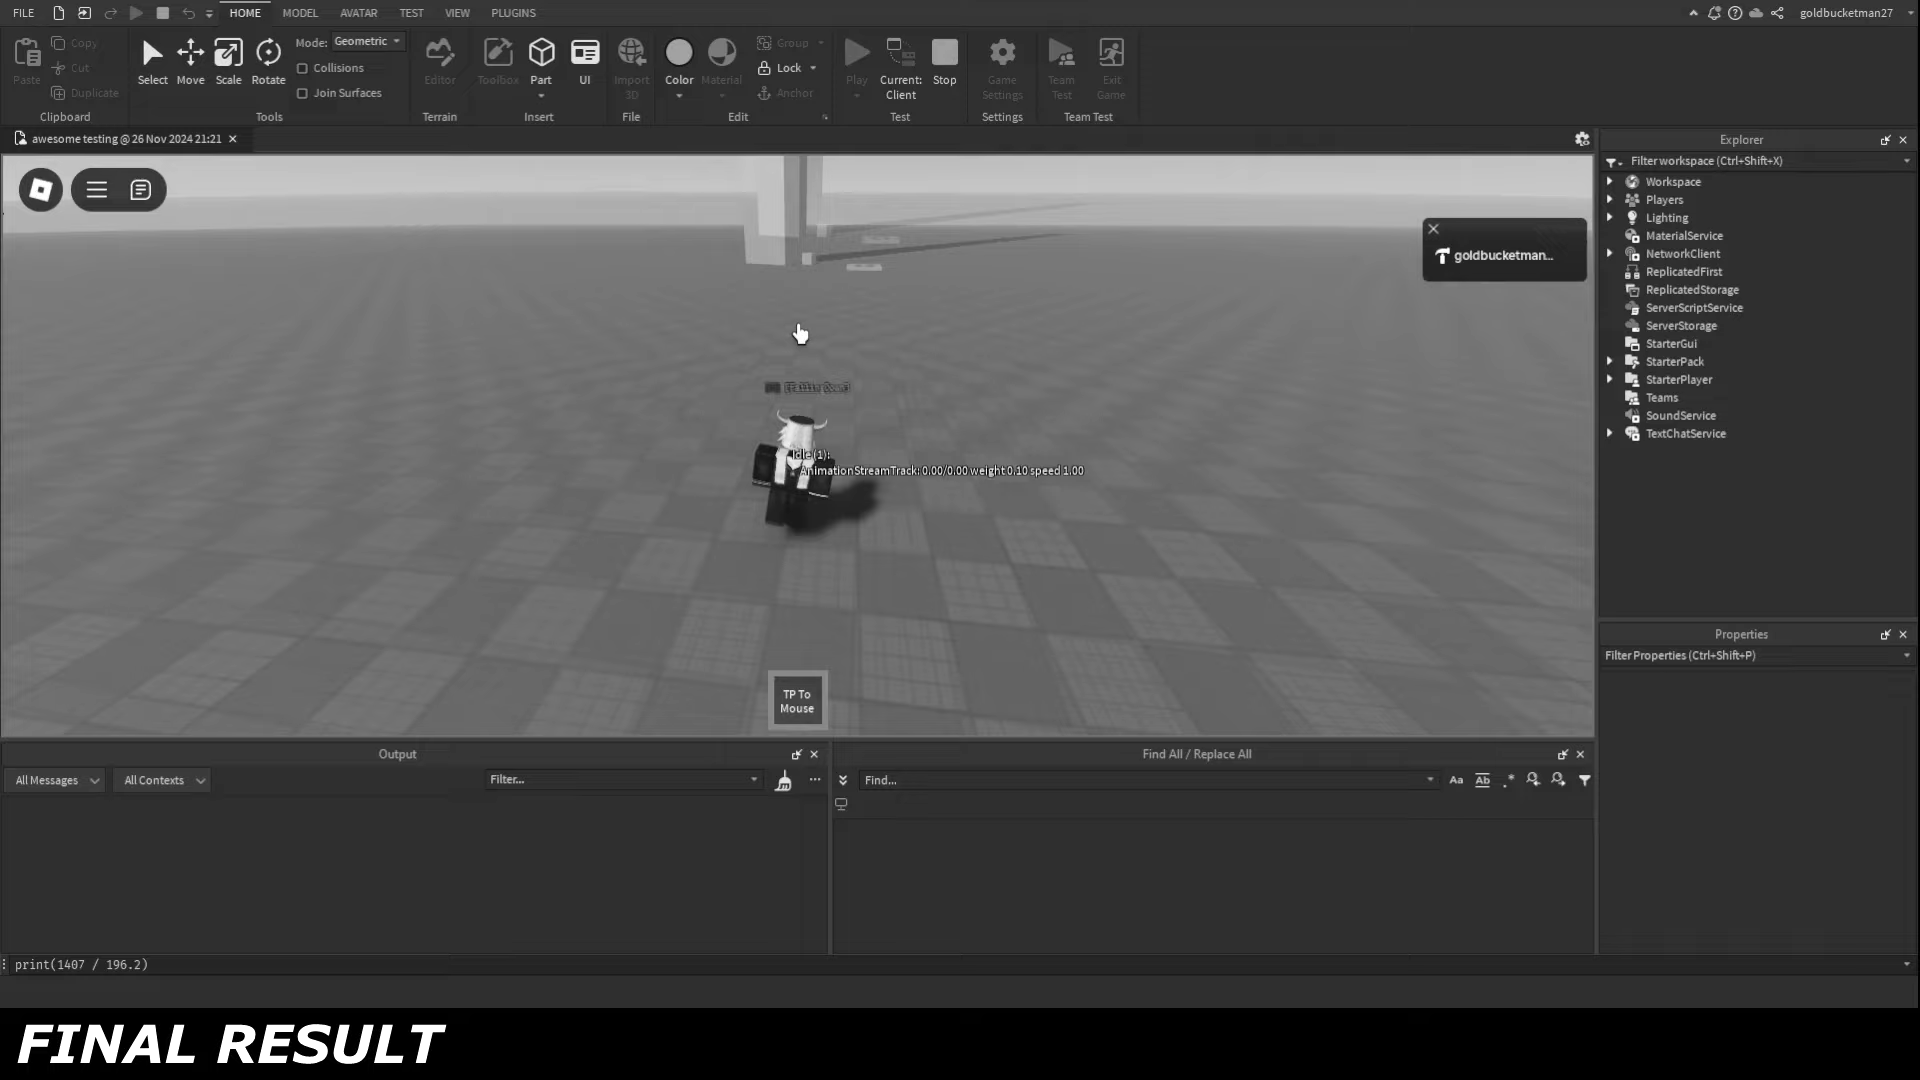 FILE HOME MODEL AVATAR TEST VIEW PLUGINS goldbucketman27
Paste Copy Cut Duplicate
Clipboard
Select Move Scale Rotate
Mode: Geometric
Collisions
Join Surfaces
Tools
Editor
Terrain
Toolbox Part UI
Insert
Import 3D
File
Color Material
Group
Lock
Anchor
Edit
Play Current: Client Stop
Test
Game Settings
Settings
Team Test Exit Game
Team Test
awesome testing @ 26 Nov 2024 21:21
goldbucketman...
Idle (1):
AnimationStreamTrack: 0.00/0.00 weight 0.10 speed 1.00
TP To
Mouse
Explorer
Filter workspace (Ctrl+Shift+X)
Workspace
Players
Lighting
MaterialService
NetworkClient
ReplicatedFirst
ReplicatedStorage
ServerScriptService
ServerStorage
StarterGui
StarterPack
StarterPlayer
Teams
SoundService
TextChatService
Properties
Filter Properties (Ctrl+Shift+P)
Output
All Messages All Contexts Filter... ...
Find All / Replace All
Find... Aa Ab .*
print(1407 / 196.2)
FINAL RESULT